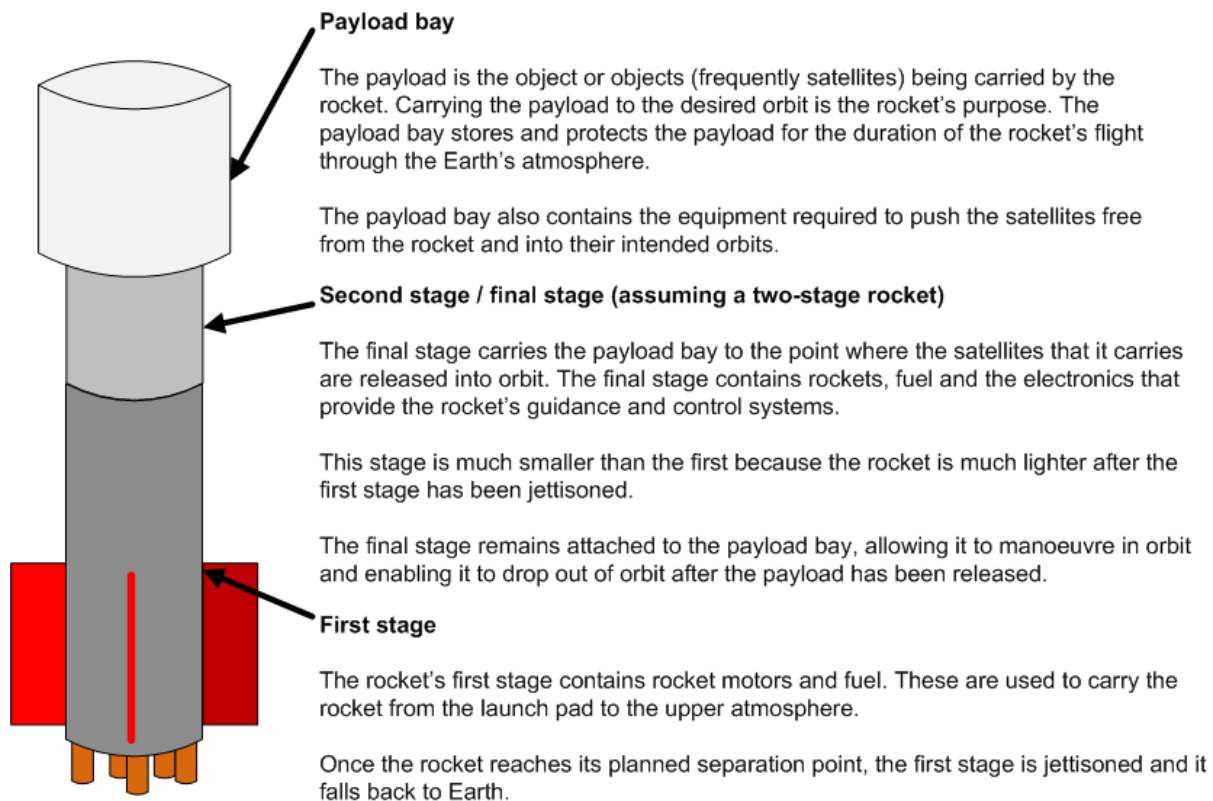 Payload bay
The payload is the object or objects (frequently satellites) being carried by the
rocket. Carrying the payload to the desired orbit is the rocket's purpose. The
payload bay stores and protects the payload for the duration of the rocket's flight
through the Earth's atmosphere.
The payload bay also contains the equipment required to push the satellites free
from the rocket and into their intended orbits.
Second stage / final stage (assuming a two-stage rocket)
The final stage carries the payload bay to the point where the satellites that it carries
are released into orbit. The final stage contains rockets, fuel and the electronics that
provide the rocket's guidance and control systems.
This stage is much smaller than the first because the rocket is much lighter after the
first stage has been jettisoned.
The final stage remains attached to the payload bay, allowing it to manoeuvre in orbit
and enabling it to drop out of orbit after the payload has been released.
First stage
The rocket's first stage contains rocket motors and fuel. These are used to carry the
rocket from the launch pad to the upper atmosphere.
Once the rocket reaches its planned separation point, the first stage is jettisoned and it
falls back to Earth.